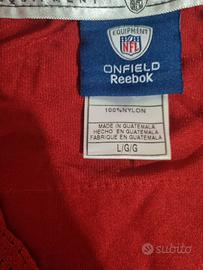 EQUIPMENT
NFL
ONFIELD
Reebok
100% NYLON
MADE IN GUATEMALA
HECHO EN GUATEMALA
FABRIQUE EN GUATEMALA
L/G/G
subito